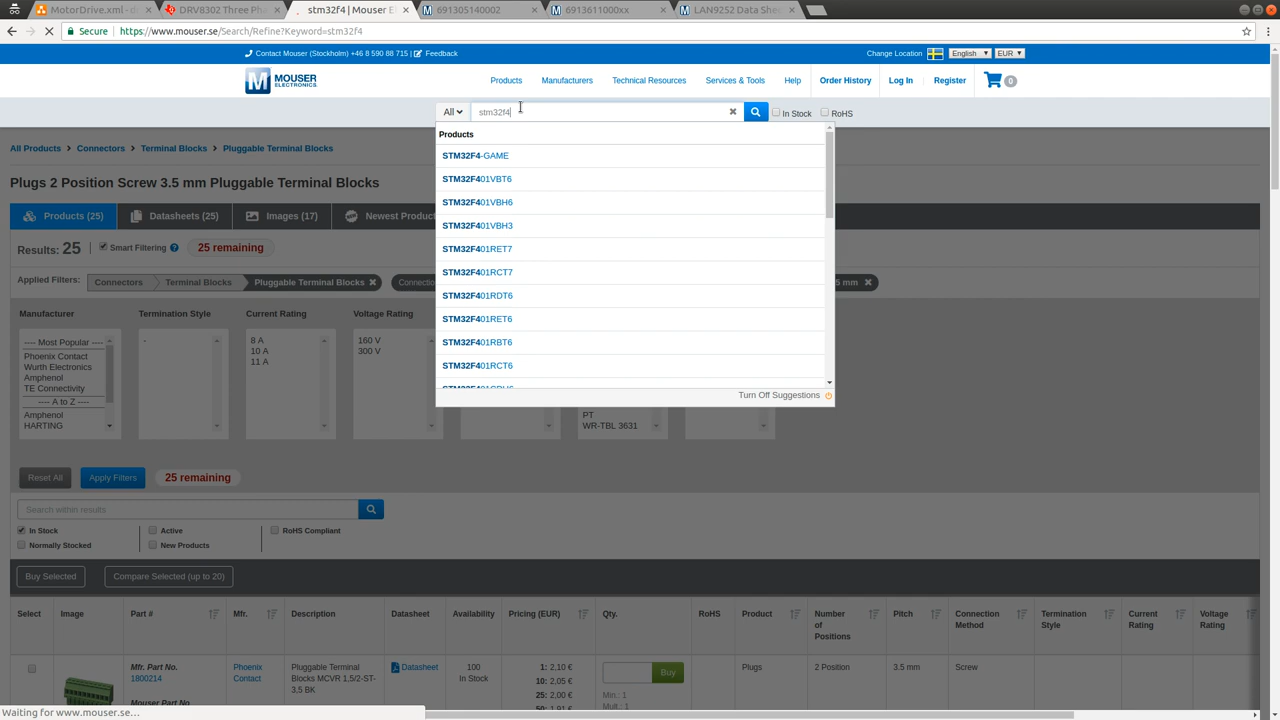 MotorDrive.xml - d
DRV8302 Three Pha
stm32f4 | Mouser E
691305140002
6913611000xx
LAN9252 Data She
Secure
https://www.mouser.se/Search/Refine?Keyword=stm32f4
Contact Mouser (Stockholm) +46 8 590 88 715 | Feedback
Change Location English EUR
MOUSER
ELECTRONICS
Products Manufacturers Technical Resources Services & Tools Help Order History Log In Register 0
All stm32f4 In Stock RoHS
Products
STM32F4-GAME
STM32F401VBT6
STM32F401VBH6
STM32F401VBH3
STM32F401RET7
STM32F401RCT7
STM32F401RDT6
STM32F401RET6
STM32F401RBT6
STM32F401RCT6
Turn Off Suggestions
All Products Connectors Terminal Blocks Pluggable Terminal Blocks
Plugs 2 Position Screw 3.5 mm Pluggable Terminal Blocks
Products (25) Datasheets (25) Images (17) Newest Produc
Results: 25 Smart Filtering ? 25 remaining
Applied Filters: Connectors Terminal Blocks Pluggable Terminal Blocks Connectio 5 mm
Manufacturer Termination Style Current Rating Voltage Rating
---- Most Popular ----
Phoenix Contact
Wurth Electronics
Amphenol
TE Connectivity
---- A to Z ----
Amphenol
HARTING
-
8 A
10 A
11 A
160 V
300 V
PT
WR-TBL 3631
Reset All Apply Filters 25 remaining
Search within results
In Stock Active RoHS Compliant
Normally Stocked New Products
Buy Selected Compare Selected (up to 20)
Select Image Part # Mfr. Description Datasheet Availability Pricing (EUR) Qty. RoHS Product Number of Positions Pitch Connection Method Termination Style Current Rating Voltage Rating
Mfr. Part No.
1800214
Mouser Part No
Phoenix
Contact
Pluggable Terminal
Blocks MCVR 1,5/2-ST-
3,5 BK
Datasheet
100
In Stock
1: 2,10 €
10: 2,05 €
25: 2,00 €
50: 1,91 €
Buy
Min.: 1
Mult.: 1
Plugs
2 Position
3.5 mm
Screw
Waiting for www.mouser.se...